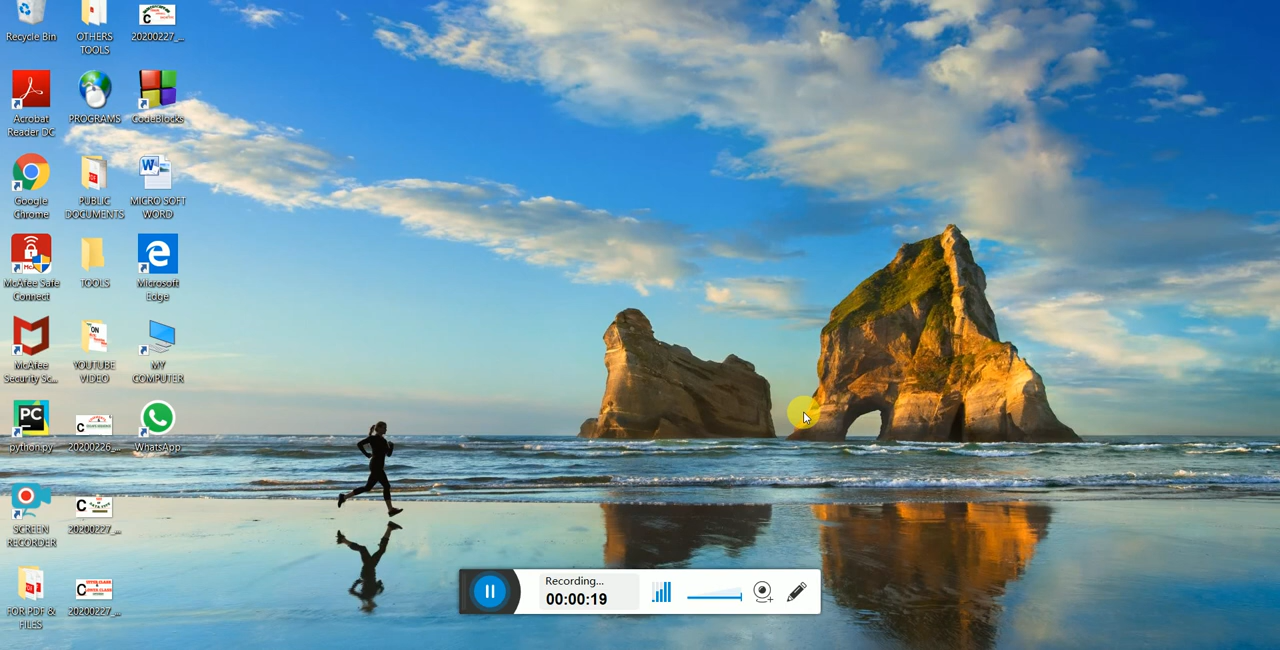 Recycle Bin
OTHERS
TOOLS
20200227_...
Acrobat
Reader DC
PROGRAMS
CodeBlocks
Google
Chrome
PUBLIC
DOCUMENTS
W
MICRO SOFT
WORD
McAfee Safe
Connect
TOOLS
Microsoft
Edge
McAfee
Security Sc...
ON
YOUTUBE
VIDEO
MY
COMPUTER
PC
python.py
C
20200226_...
WhatsApp
SCREEN
RECORDER
C
20200227_...
FOR PDF &
FILES
C
20200227_...
Recording...
00:00:19